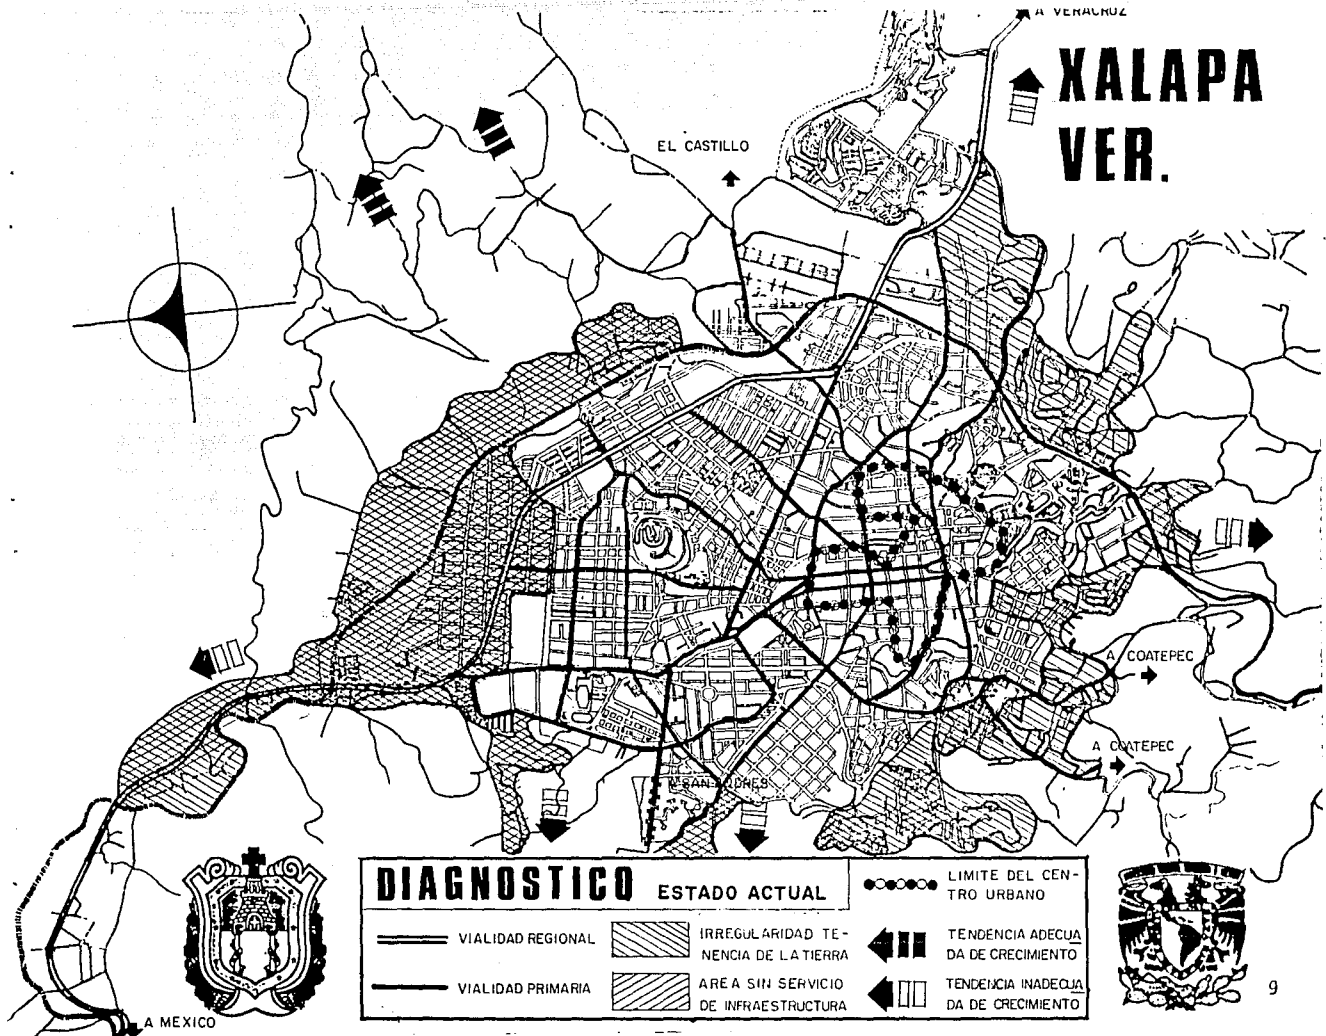 A VERACRUZ
XALAPA
VER.
EL CASTILLO
A COATEPEC
A COATEPEC
DIAGNOSTICO ESTADO ACTUAL
VIALIDAD REGIONAL
VIALIDAD PRIMARIA
IRREGULARIDAD TE-
NENCIA DE LA TIERRA
AREA SIN SERVICIO
DE INFRAESTRUCTURA
LIMITE DEL CEN-
TRO URBANO
TENDENCIA ADECUA
DA DE CRECIMIENTO
TENDENCIA INADECUA
DA DE CRECIMIENTO
9
A MEXICO